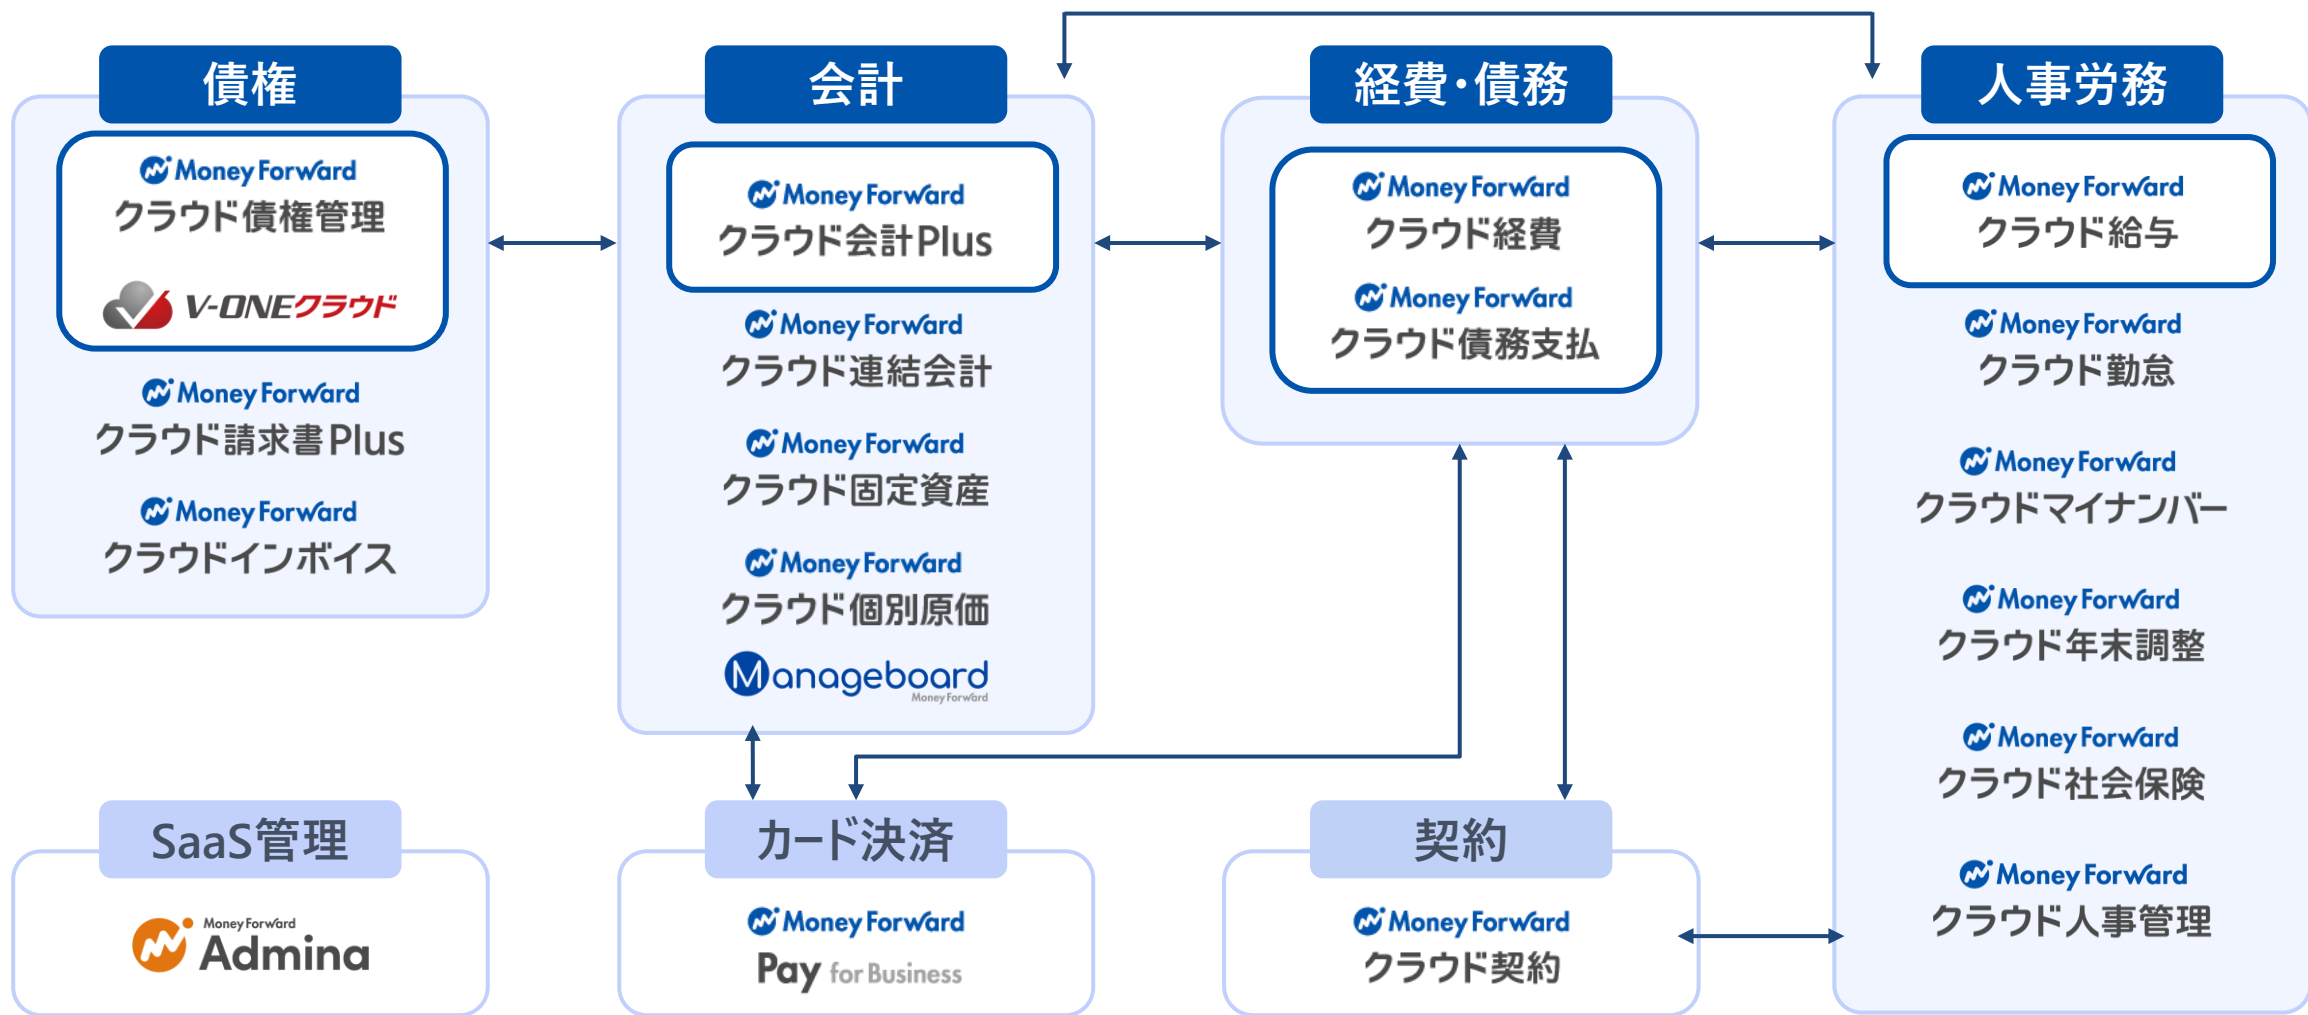 債権
Money Forward
クラウド債権管理
V-ONEクラウド
Money Forward
クラウド請求書Plus
Money Forward
クラウドインボイス
会計
Money Forward
クラウド会計Plus
Money Forward
クラウド連結会計
Money Forward
クラウド固定資産
Money Forward
クラウド個別原価
Manageboard
Money Forward
経費・債務
Money Forward
クラウド経費
Money Forward
クラウド債務支払
人事労務
Money Forward
クラウド給与
Money Forward
クラウド勤怠
Money Forward
クラウドマイナンバー
Money Forward
クラウド年末調整
Money Forward
クラウド社会保険
Money Forward
クラウド人事管理
SaaS管理
Money Forward
Admina
カード決済
Money Forward
Pay for Business
契約
Money Forward
クラウド契約